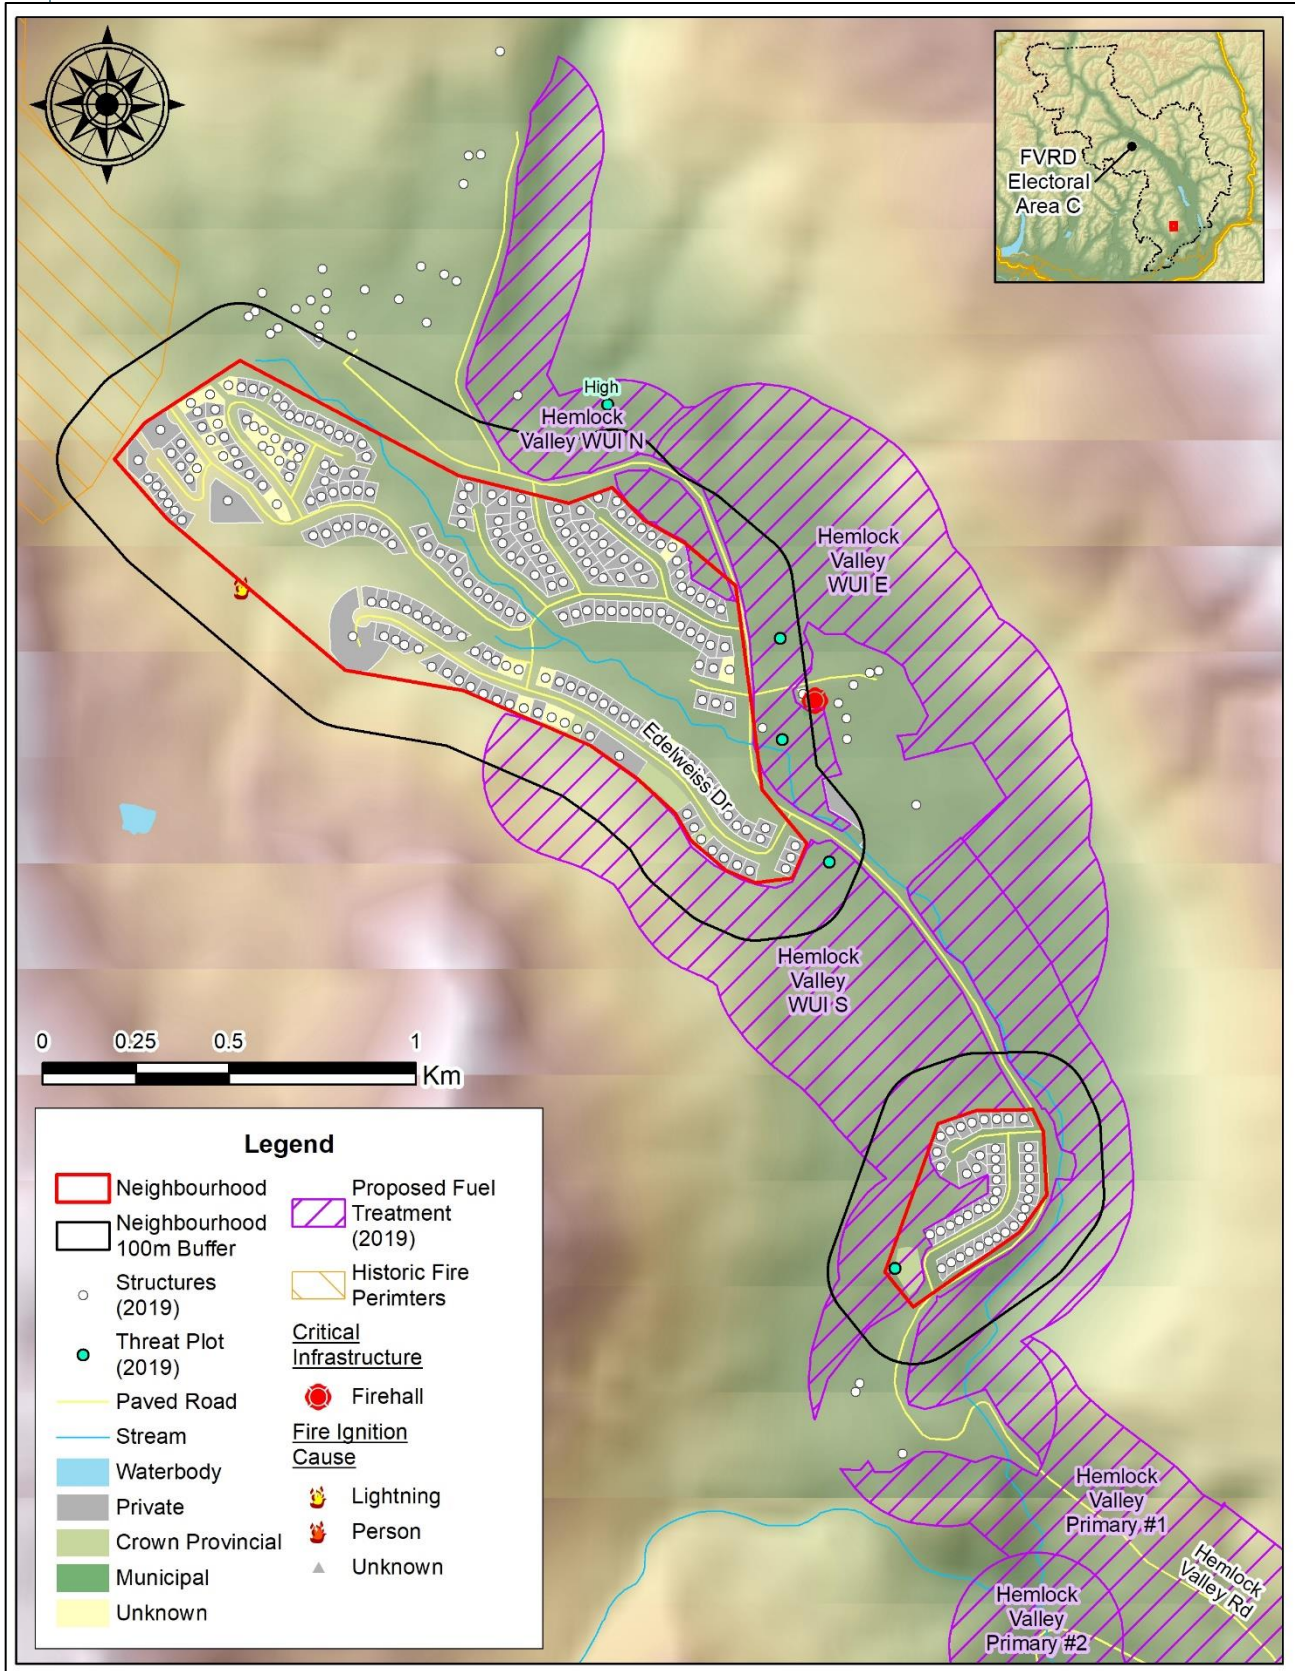 FVRD
Electoral
Area C
High
Hemlock
Valley WUI N
Hemlock
Valley
WUI E
Edelweiss Dr
Hemlock
Valley
WUI S
0 0.25 0.5 1
Km
Legend
Neighbourhood
Neighbourhood
100m Buffer
Structures
(2019)
Threat Plot
(2019)
Paved Road
Stream
Waterbody
Private
Crown Provincial
Municipal
Unknown
Proposed Fuel
Treatment
(2019)
Historic Fire
Perimters
Critical
Infrastructure
Firehall
Fire Ignition
Cause
Lightning
Person
Unknown
Hemlock
Valley
Primary #1
Hemlock
Valley Rd
Hemlock
Valley
Primary #2